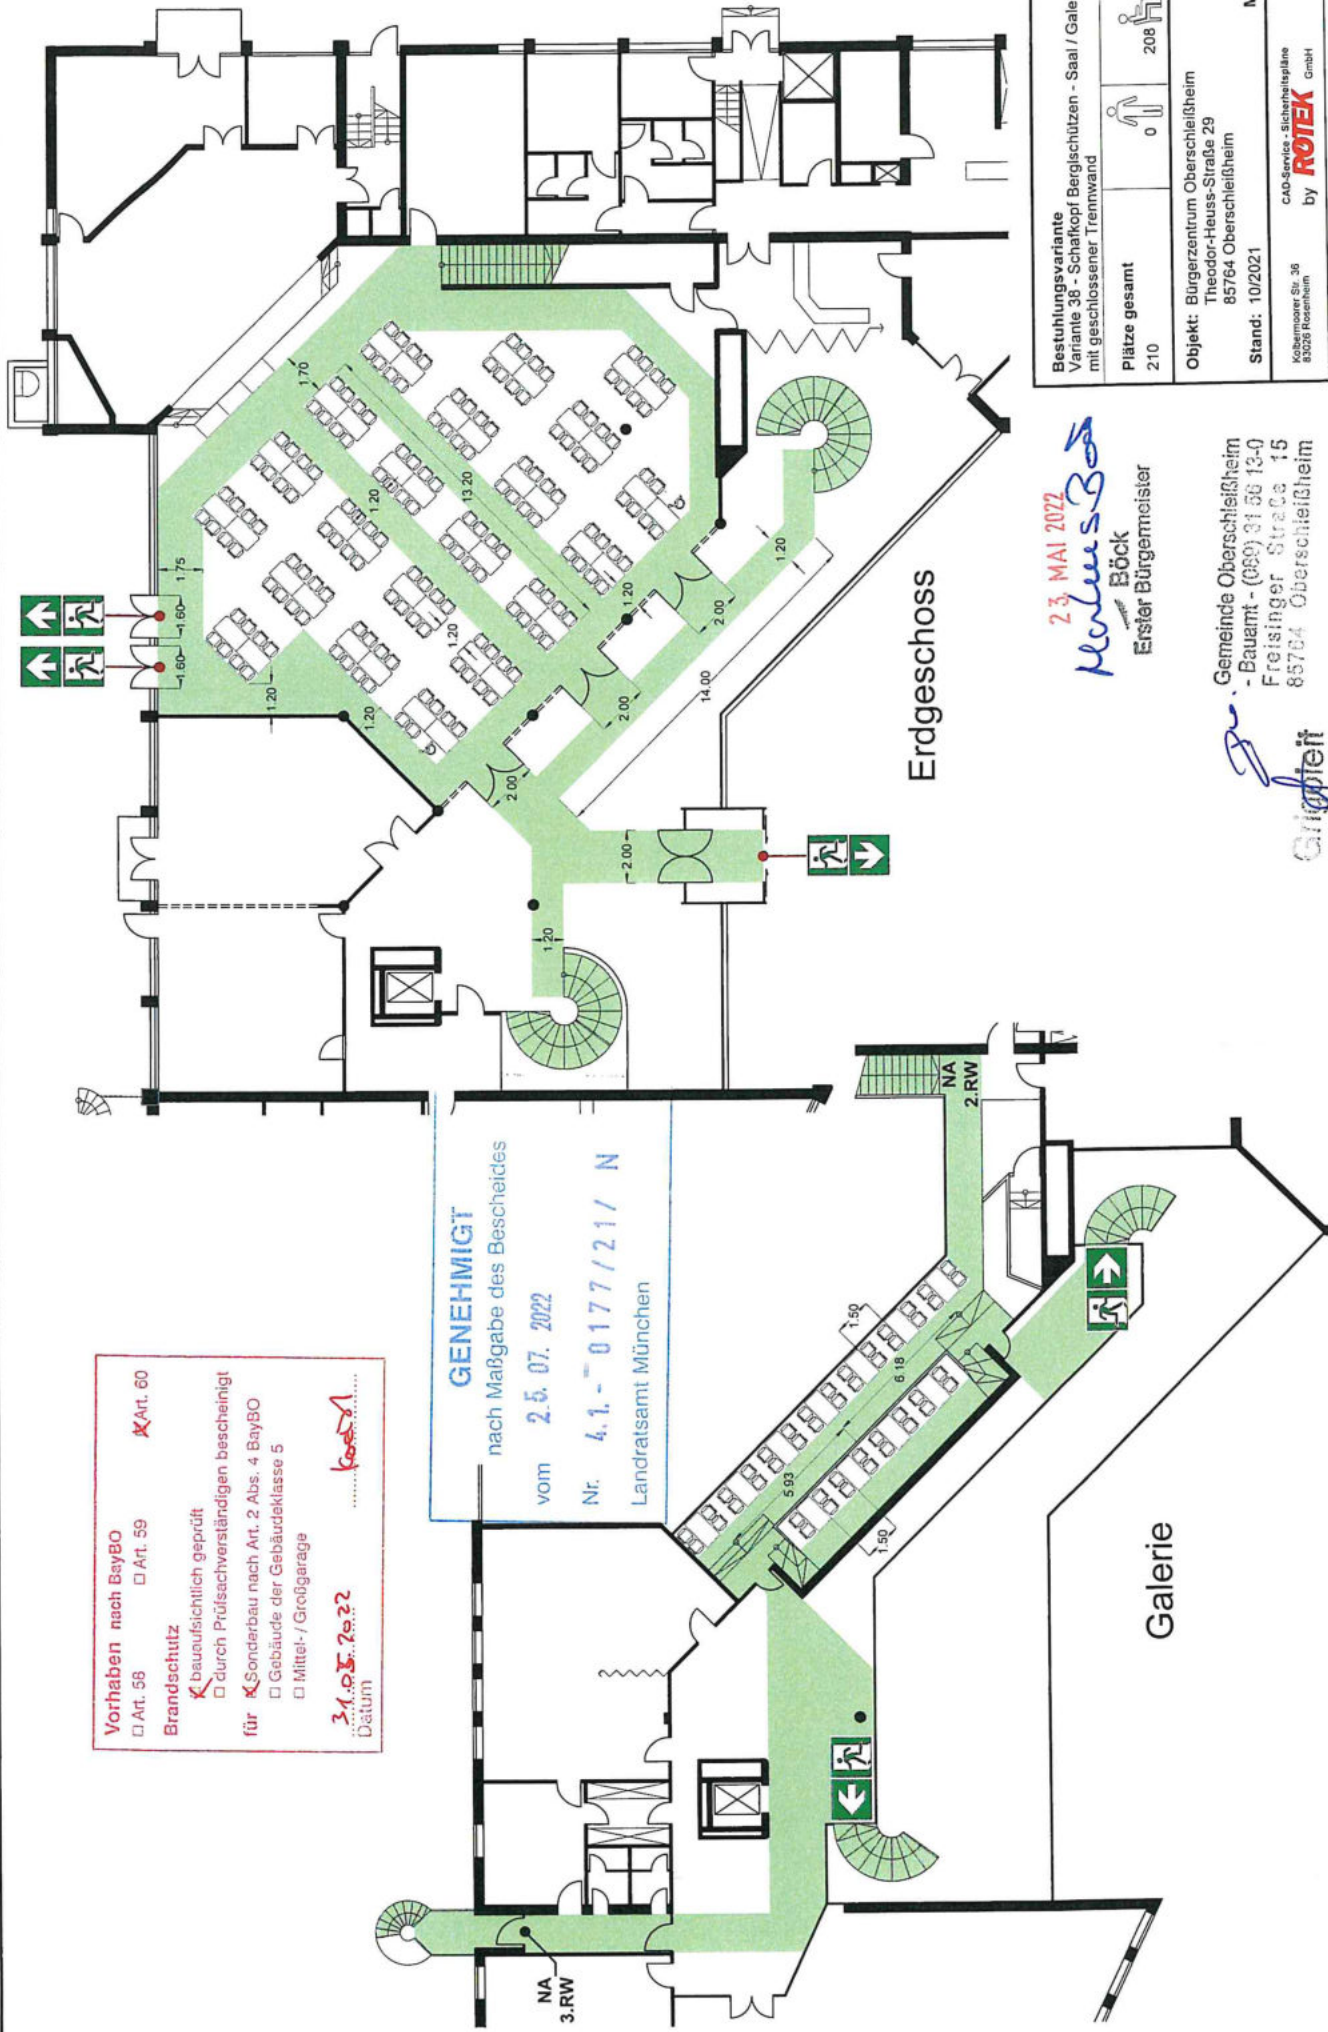 Vorhaben nach BayBO
□ Art. 58 □ Art. 59 ☒ Art. 60
Brandschutz
☒ bauaufsichtlich geprüft
□ durch Prüfsachverständigen bescheinigt
für ☒ Sonderbau nach Art. 2 Abs. 4 BayBO
□ Gebäude der Gebäudeklasse 5
□ Mittel- / Großgarage
31.05.2022
Datum
GENEHMIGT
nach Maßgabe des Bescheides
vom 25. 07. 2022
Nr. 4.1.- 0177/21/ N
Landratsamt München
NA
3.RW
NA
2.RW
5.93
6.18
1.50
1.50
Galerie
1.60
1.60
1.75
1.20
1.20
1.20
1.20
1.70
13.20
1.20
2.00
2.00
2.00
14.00
1.20
2.00
1.20
Erdgeschoss
23. MAI 2022
Böck
Erster Bürgermeister
Gemeinde Oberschleißheim
- Bauamt - (089) 31 56 13-0
Freisinger Straße 15
85764 Oberschleißheim
Bestuhlungsvariante
Variante 38 - Schafkopf Berglschützen - Saal / Gale
mit geschlossener Trennwand
Plätze gesamt
210
0
208
Objekt: Bürgerzentrum Oberschleißheim
Theodor-Heuss-Straße 29
85764 Oberschleißheim
Stand: 10/2021
M
Kolbermoorer Str. 36
83026 Rosenheim
CAD-Service - Sicherheitspläne
by ROTEK GmbH